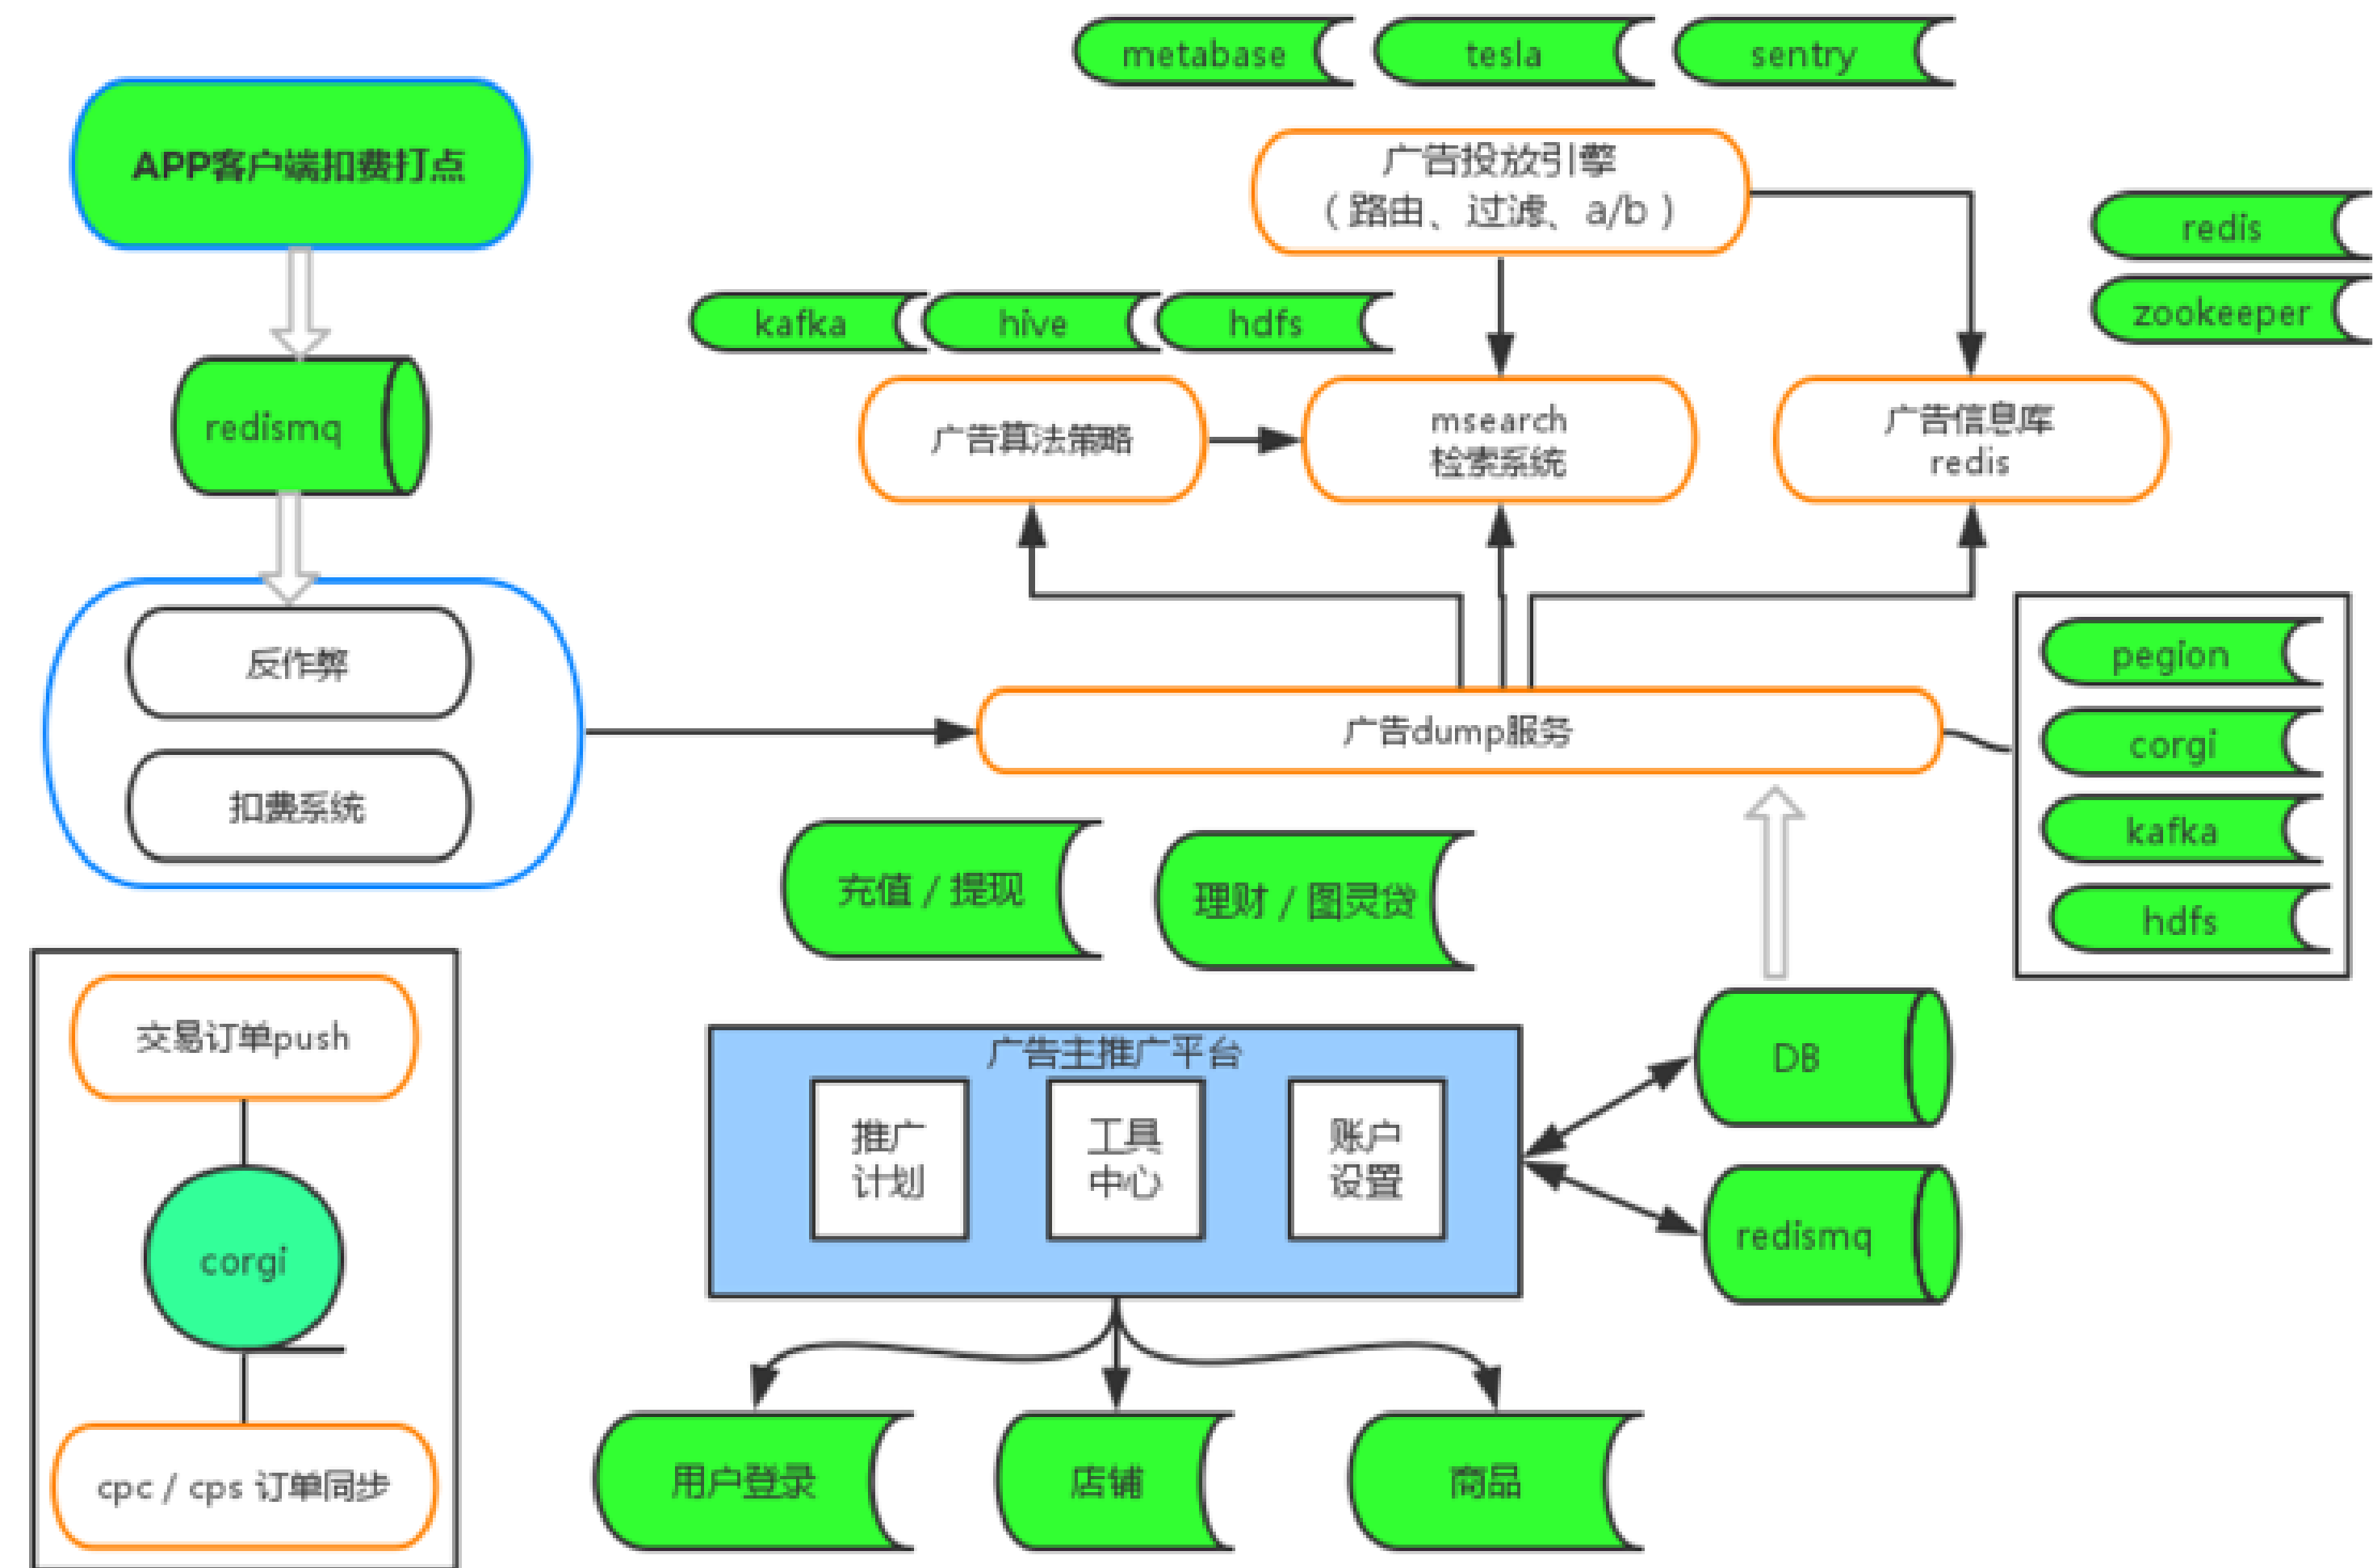 metabase
tesla
sentry
APP客户端扣费打点
广告投放引擎
（路由、过滤、a/b）
redis
zookeeper
kafka
hive
hdfs
redismq
广告算法策略
msearch
检索系统
广告信息库
redis
反作弊
扣费系统
广告dump服务
pegion
corgi
kafka
hdfs
充值 / 提现
理财 / 图灵贷
交易订单push
corgi
cpc / cps 订单同步
广告主推广平台
推广
计划
工具
中心
账户
设置
DB
redismq
用户登录
店铺
商品